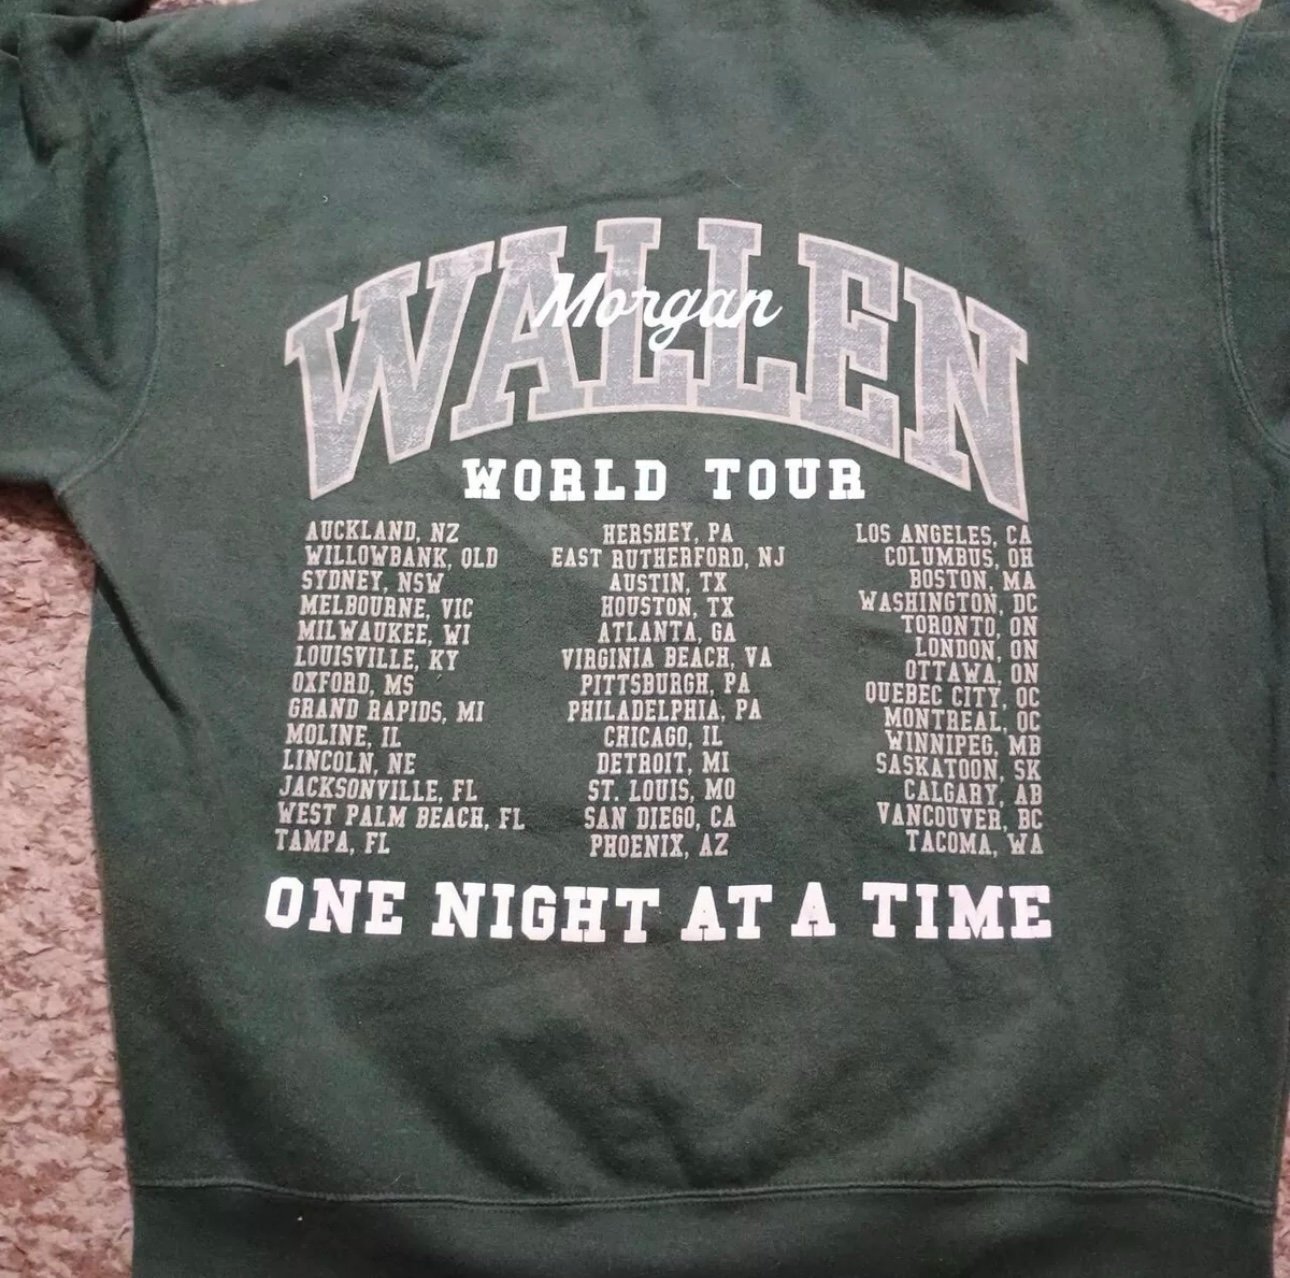 WALLEN
Morgan
WORLD TOUR
AUCKLAND, NZ
WILLOWBANK, QLD
SYDNEY, NSW
MELBOURNE, VIC
MILWAUKEE, WI
LOUISVILLE, KY
OXFORD, MS
GRAND RAPIDS, MI
MOLINE, IL
LINCOLN, NE
JACKSONVILLE, FL
WEST PALM BEACH, FL
TAMPA, FL
HERSHEY, PA
EAST RUTHERFORD, NJ
AUSTIN, TX
HOUSTON, TX
ATLANTA, GA
VIRGINIA BEACH, VA
PITTSBURGH, PA
PHILADELPHIA, PA
CHICAGO, IL
DETROIT, MI
ST. LOUIS, MO
SAN DIEGO, CA
PHOENIX, AZ
LOS ANGELES, CA
COLUMBUS, OH
BOSTON, MA
WASHINGTON, DC
TORONTO, ON
LONDON, ON
OTTAWA, ON
QUEBEC CITY, QC
MONTREAL, QC
WINNIPEG, MB
SASKATOON, SK
CALGARY, AB
VANCOUVER, BC
TACOMA, WA
ONE NIGHT AT A TIME